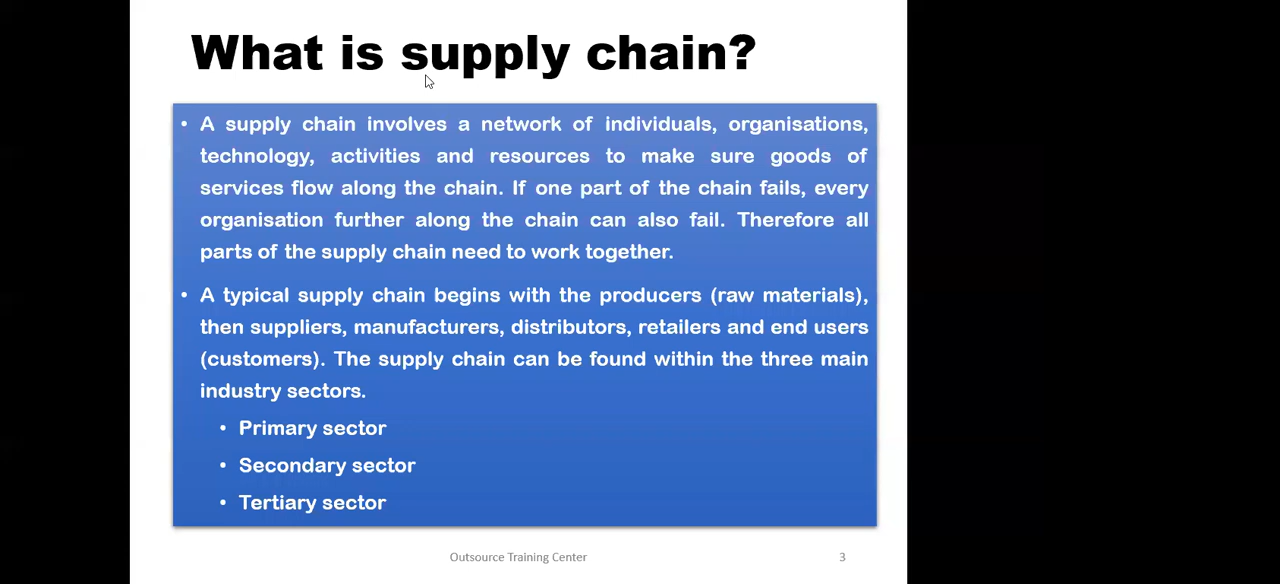 What is supply chain?
• A supply chain involves a network of individuals, organisations,
technology, activities and resources to make sure goods of
services flow along the chain. If one part of the chain fails, every
organisation further along the chain can also fail. Therefore all
parts of the supply chain need to work together.
• A typical supply chain begins with the producers (raw materials),
then suppliers, manufacturers, distributors, retailers and end users
(customers). The supply chain can be found within the three main
industry sectors.
• Primary sector
• Secondary sector
• Tertiary sector
Outsource Training Center
3